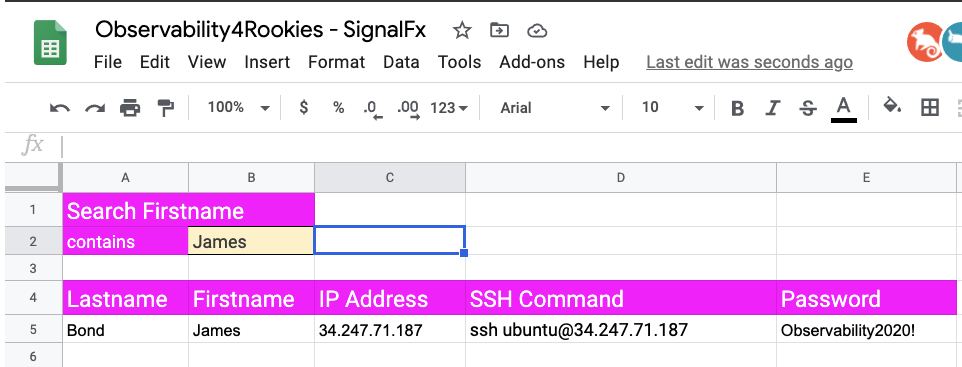 Observability4Rookies - SignalFx
File Edit View Insert Format Data Tools Add-ons Help Last edit was seconds ago
100% $ % .0 .00 123 Arial 10 B I S A
fx
A B C D E
1 Search Firstname
2 contains James
3
4 Lastname Firstname IP Address SSH Command Password
5 Bond James 34.247.71.187 ssh ubuntu@34.247.71.187 Observability2020!
6